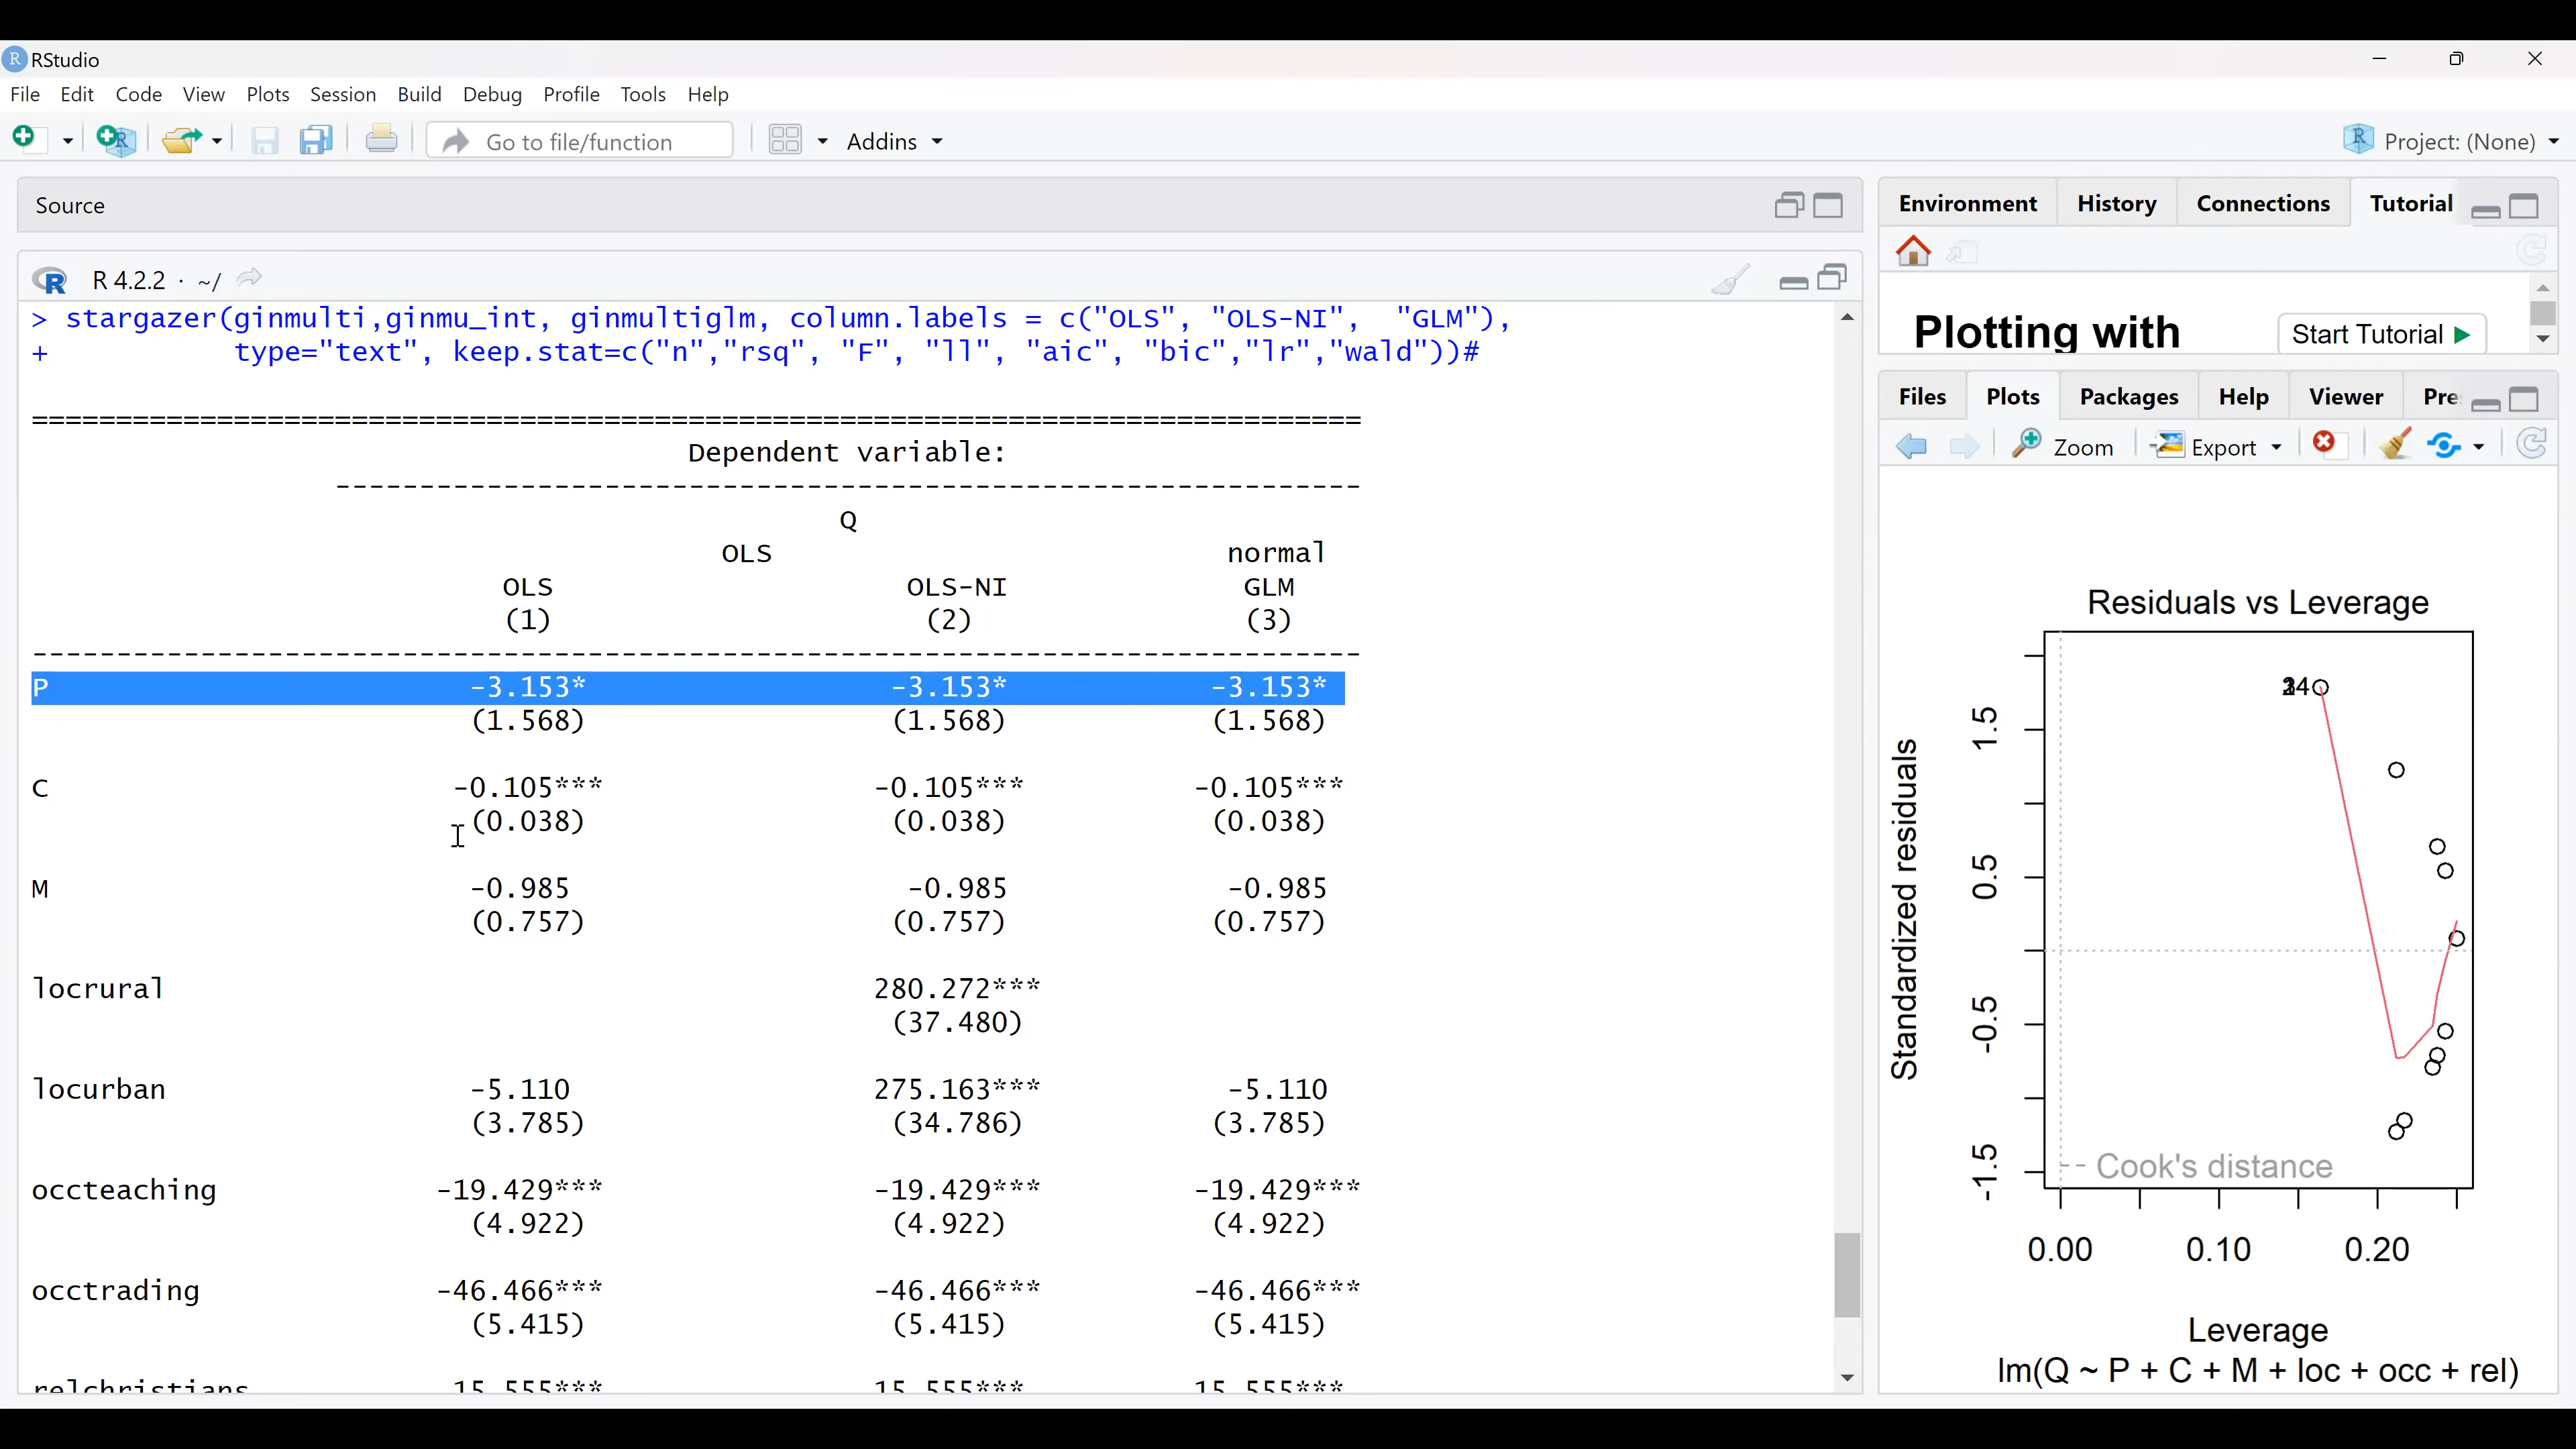 RStudio
File Edit Code View Plots Session Build Debug Profile Tools Help
Go to file/function Addins Project: (None)
Source
R 4.2.2 · ~/
> stargazer(ginmulti,ginmu_int, ginmultiglm, column.labels = c("OLS", "OLS-NI", "GLM"),
+ type="text", keep.stat=c("n","rsq", "F", "ll", "aic", "bic","lr","wald"))#
===============================================================================
Dependent variable:
-------------------------------------------------------------
Q
OLS normal
OLS OLS-NI GLM
(1) (2) (3)
-------------------------------------------------------------------------------
P -3.153* -3.153* -3.153*
(1.568) (1.568) (1.568)
C -0.105*** -0.105*** -0.105***
(0.038) (0.038) (0.038)
M -0.985 -0.985 -0.985
(0.757) (0.757) (0.757)
locrural 280.272***
(37.480)
locurban -5.110 275.163*** -5.110
(3.785) (34.786) (3.785)
occteaching -19.429*** -19.429*** -19.429***
(4.922) (4.922) (4.922)
occtrading -46.466*** -46.466*** -46.466***
(5.415) (5.415) (5.415)
relchristians 15.555*** 15.555*** 15.555***
Environment History Connections Tutorial
Plotting with Start Tutorial
Files Plots Packages Help Viewer Pre
Zoom Export
Residuals vs Leverage
Standardized residuals
1.5
0.5
-0.5
-1.5
Cook's distance
0.00 0.10 0.20
Leverage
lm(Q ~ P + C + M + loc + occ + rel)